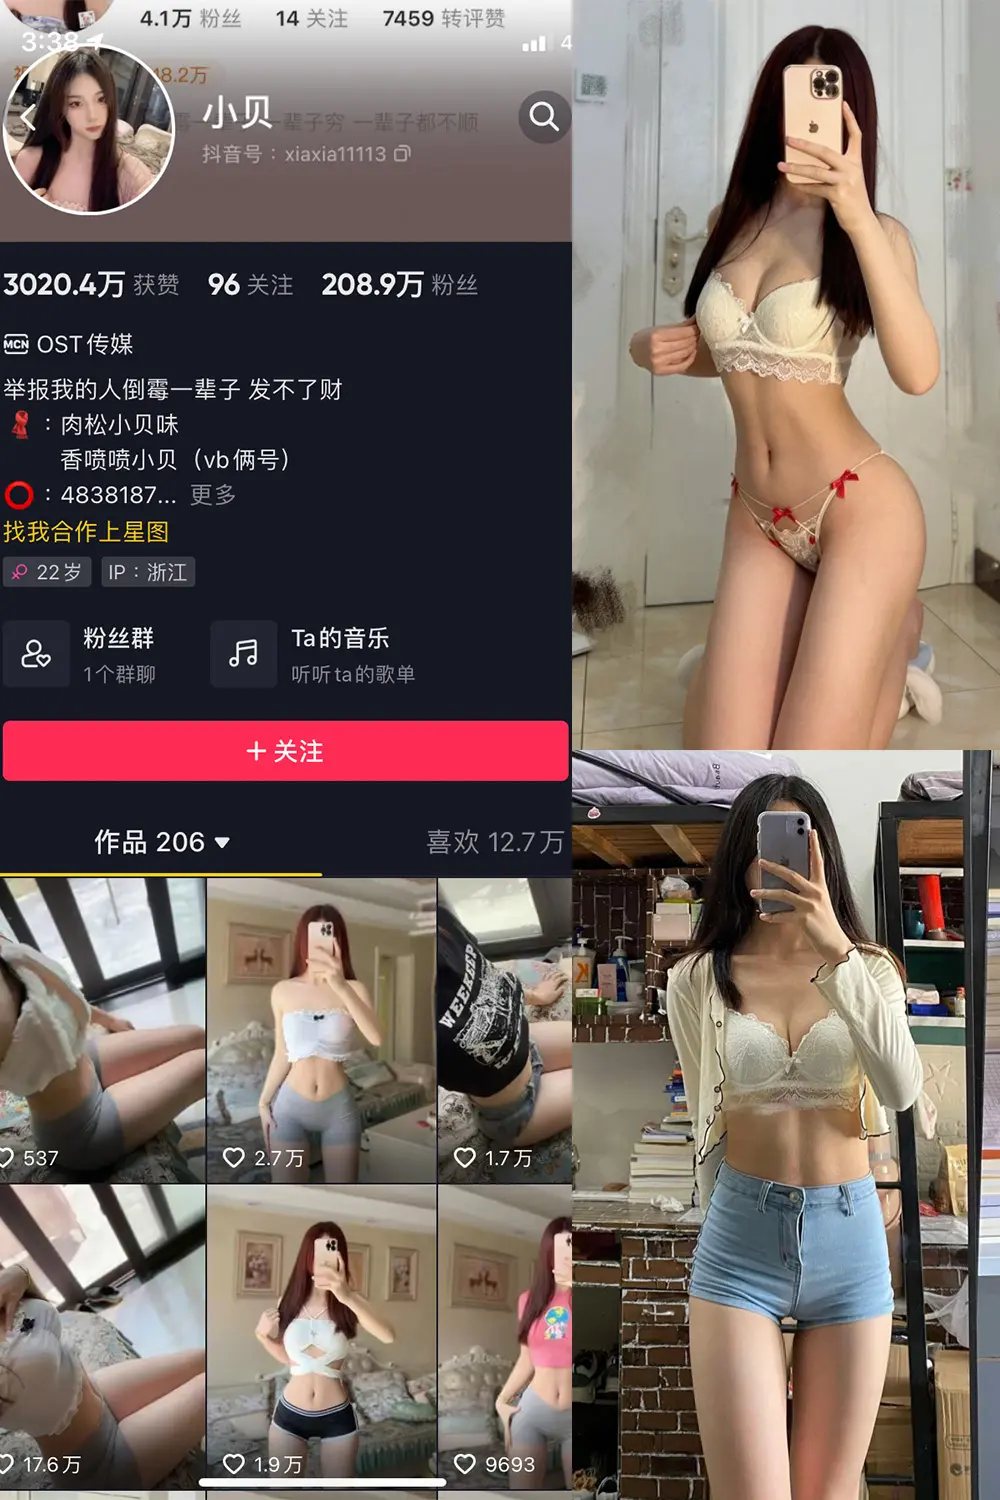 4.1万 粉丝 14 关注 7459 转评赞
3:38
4
18.2万
小贝
一辈子穷 一辈子都不顺
抖音号：xiaxia11113
3020.4万 获赞 96 关注 208.9万 粉丝
MCN OST传媒
举报我的人倒霉一辈子 发不了财
：肉松小贝味
香喷喷小贝（vb俩号）
：4838187... 更多
找我合作上星图
22岁 IP：浙江
粉丝群 Ta的音乐
1个群聊 听听ta的歌单
+ 关注
作品 206 喜欢 12.7万
WEEKEEP
537 2.7万 1.7万
17.6万 1.9万 9693